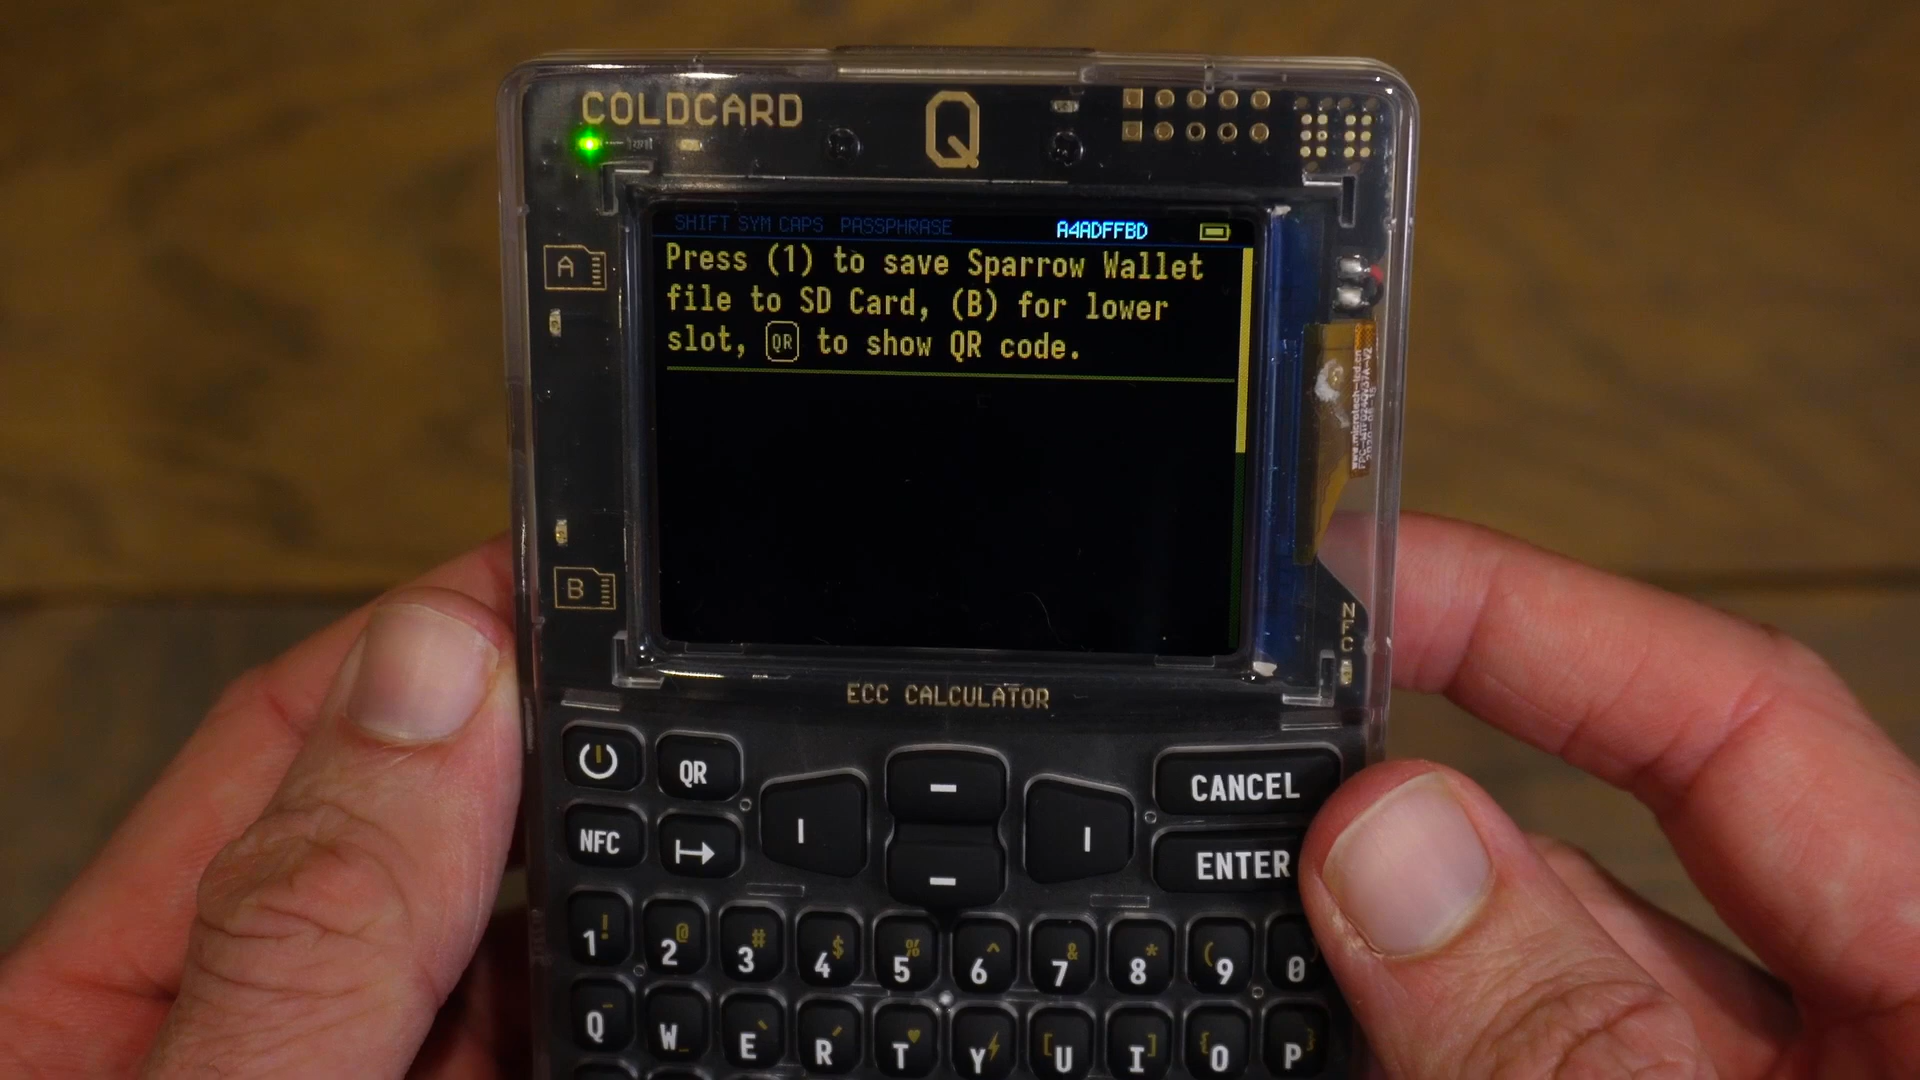 COLDCARD
Q
SHIFT SYM CAPS PASSPHRASE A4ADFFBD
Press (1) to save Sparrow Wallet
file to SD Card, (B) for lower
slot, QR to show QR code.
A
B
NFC
ECC CALCULATOR
QR
CANCEL
NFC
ENTER
1 ! 2 @ 3 # 4 $ 5 % 6 ^ 7 & 8 * 9 ( 0 )
Q W _ E ` R ' T ♥ Y ⚡ U [ I ] O { P }